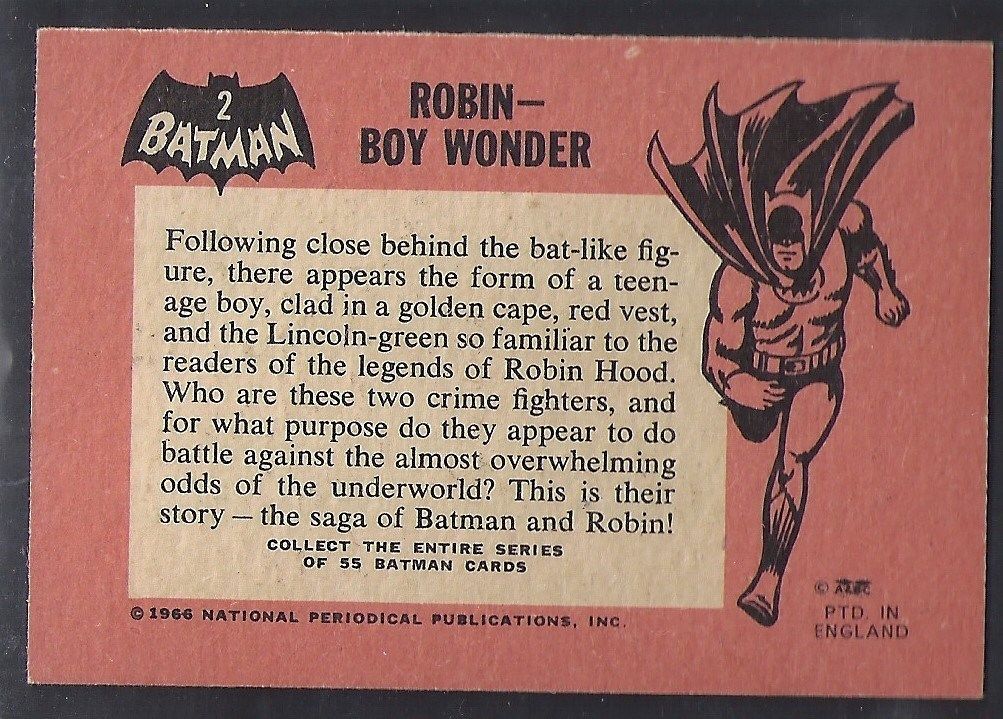 2
BATMAN
ROBIN—
BOY WONDER
Following close behind the bat-like fig-
ure, there appears the form of a teen-
age boy, clad in a golden cape, red vest,
and the Lincoln-green so familiar to the
readers of the legends of Robin Hood.
Who are these two crime fighters, and
for what purpose do they appear to do
battle against the almost overwhelming
odds of the underworld? This is their
story — the saga of Batman and Robin!
COLLECT THE ENTIRE SERIES
OF 55 BATMAN CARDS
© 1966 NATIONAL PERIODICAL PUBLICATIONS, INC.
©
PTD. IN
ENGLAND